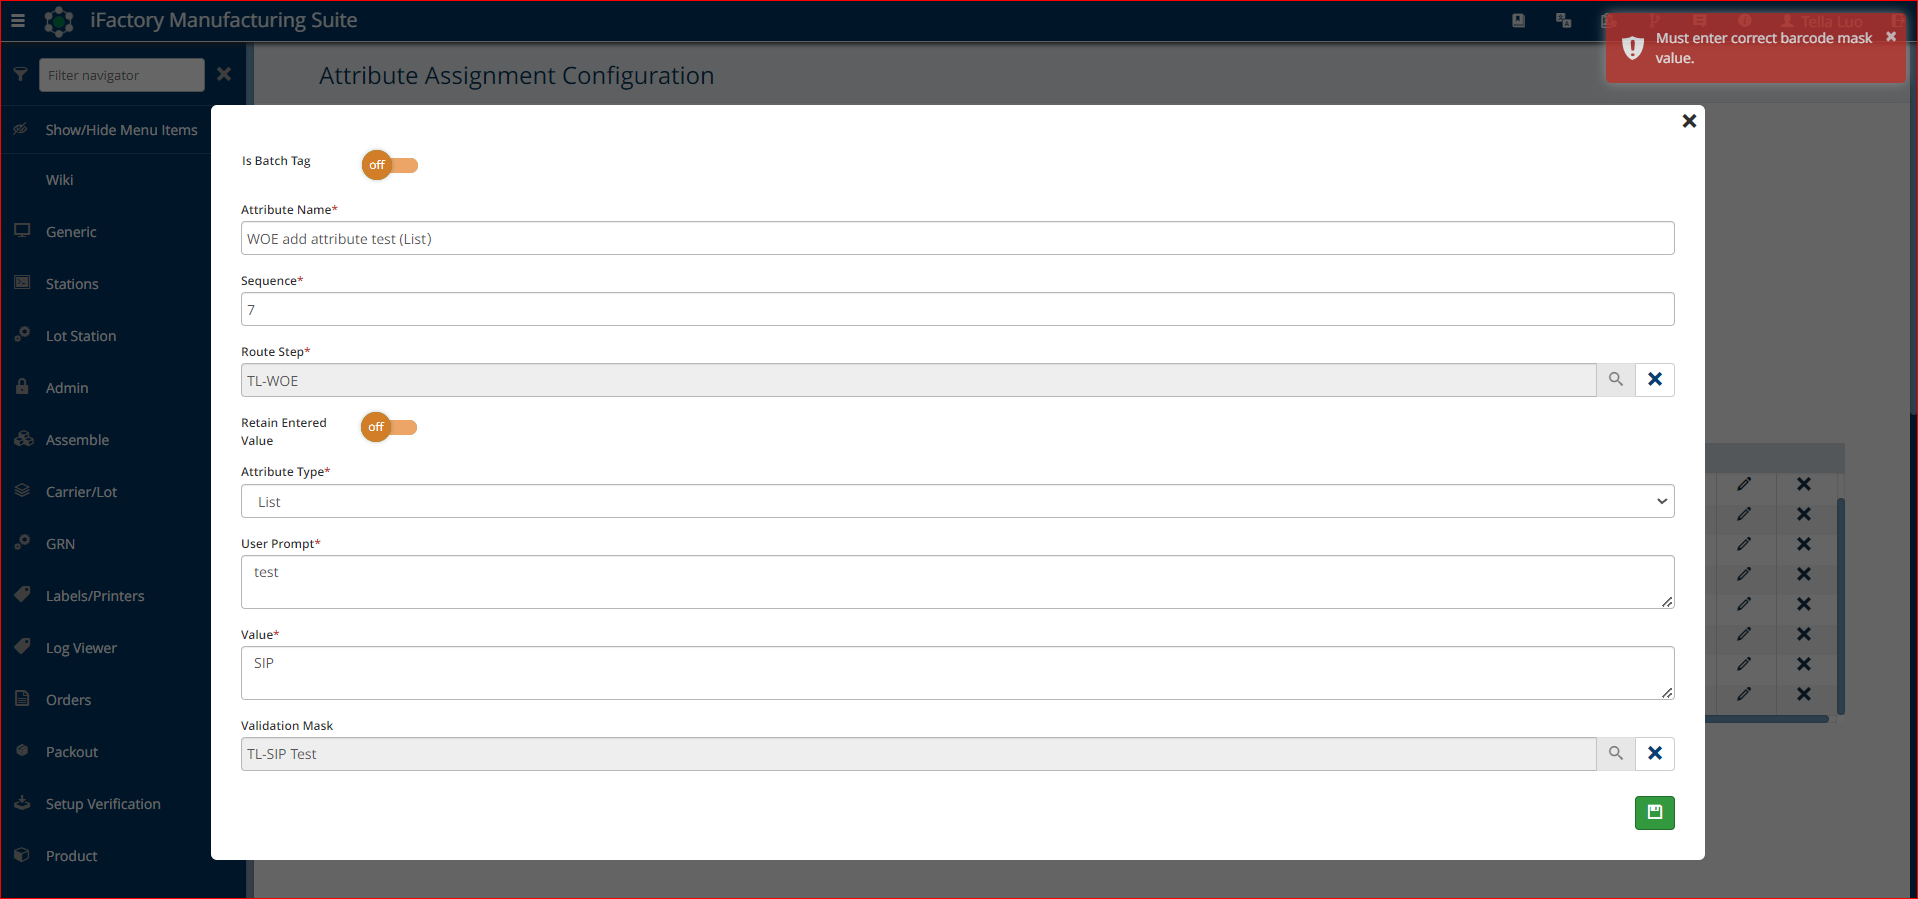 iFactory Manufacturing Suite
Tella Luo
Must enter correct barcode mask
value.
Filter navigator
Attribute Assignment Configuration
Show/Hide Menu Items
Wiki
Generic
Stations
Lot Station
Admin
Assemble
Carrier/Lot
GRN
Labels/Printers
Log Viewer
Orders
Packout
Setup Verification
Product
Is Batch Tag
off
Attribute Name*
WOE add attribute test (List)
Sequence*
7
Route Step*
TL-WOE
Retain Entered
Value
off
Attribute Type*
List
User Prompt*
test
Value*
SIP
Validation Mask
TL-SIP Test